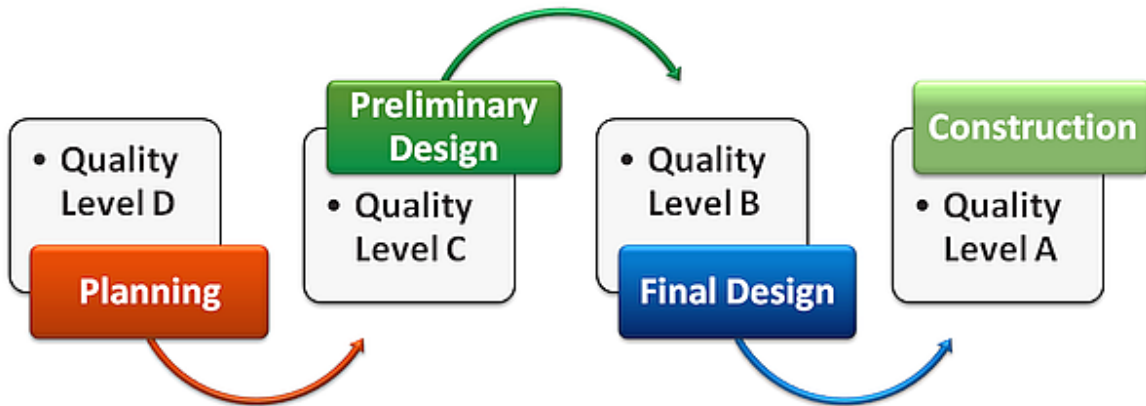 • Quality
Level D
Planning
Preliminary
Design
• Quality
Level C
• Quality
Level B
Final Design
Construction
• Quality
Level A